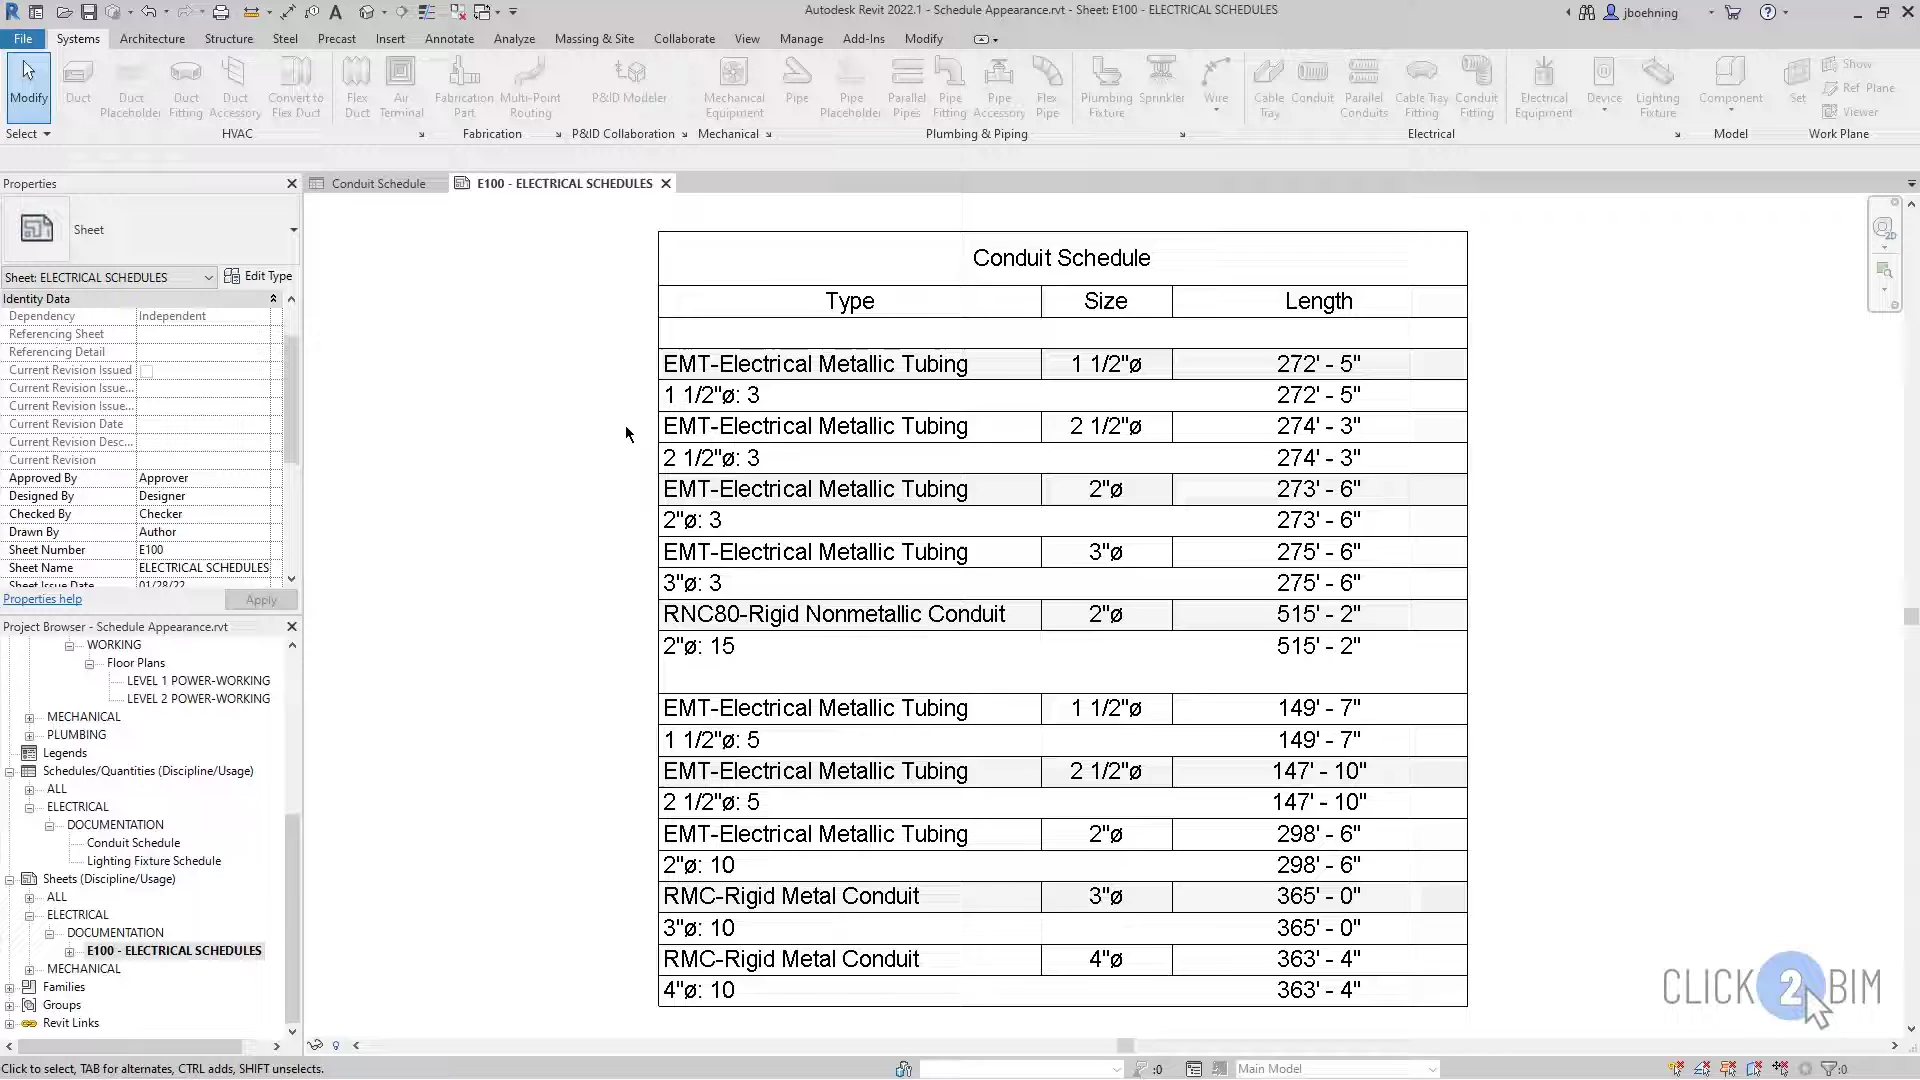 Autodesk Revit 2022.1 - Schedule Appearance.rvt - Sheet: E100 - ELECTRICAL SCHEDULES
jboehning
File Systems Architecture Structure Steel Precast Insert Annotate Analyze Massing & Site Collaborate View Manage Add-Ins Modify
Modify
Duct
Duct Placeholder
Duct Fitting
Duct Accessory
Convert to Flex Duct
Flex Duct
Air Terminal
Fabrication Part
Multi-Point Routing
P&ID Modeler
Mechanical Equipment
Pipe
Pipe Placeholder
Parallel Pipes
Pipe Fitting
Pipe Accessory
Flex Pipe
Plumbing Fixture
Sprinkler
Wire
Cable Tray
Conduit
Parallel Conduits
Cable Tray Fitting
Conduit Fitting
Electrical Equipment
Device
Lighting Fixture
Component
Set
Show
Ref Plane
Viewer
Select HVAC Fabrication P&ID Collaboration Mechanical Plumbing & Piping Electrical Model Work Plane
Properties
Sheet
Sheet: ELECTRICAL SCHEDULES Edit Type
Identity Data
Dependency Independent
Referencing Sheet
Referencing Detail
Current Revision Issued
Current Revision Issue...
Current Revision Issue...
Current Revision Date
Current Revision Desc...
Current Revision
Approved By Approver
Designed By Designer
Checked By Checker
Drawn By Author
Sheet Number E100
Sheet Name ELECTRICAL SCHEDULES
Sheet Issue Date 01/28/22
Properties help Apply
Project Browser - Schedule Appearance.rvt
WORKING
Floor Plans
LEVEL 1 POWER-WORKING
LEVEL 2 POWER-WORKING
MECHANICAL
PLUMBING
Legends
Schedules/Quantities (Discipline/Usage)
ALL
ELECTRICAL
DOCUMENTATION
Conduit Schedule
Lighting Fixture Schedule
Sheets (Discipline/Usage)
ALL
ELECTRICAL
DOCUMENTATION
E100 - ELECTRICAL SCHEDULES
MECHANICAL
Families
Groups
Revit Links
Conduit Schedule E100 - ELECTRICAL SCHEDULES
2D
Conduit Schedule
Type Size Length
EMT-Electrical Metallic Tubing 1 1/2"ø 272' - 5"
1 1/2"ø: 3 272' - 5"
EMT-Electrical Metallic Tubing 2 1/2"ø 274' - 3"
2 1/2"ø: 3 274' - 3"
EMT-Electrical Metallic Tubing 2"ø 273' - 6"
2"ø: 3 273' - 6"
EMT-Electrical Metallic Tubing 3"ø 275' - 6"
3"ø: 3 275' - 6"
RNC80-Rigid Nonmetallic Conduit 2"ø 515' - 2"
2"ø: 15 515' - 2"
EMT-Electrical Metallic Tubing 1 1/2"ø 149' - 7"
1 1/2"ø: 5 149' - 7"
EMT-Electrical Metallic Tubing 2 1/2"ø 147' - 10"
2 1/2"ø: 5 147' - 10"
EMT-Electrical Metallic Tubing 2"ø 298' - 6"
2"ø: 10 298' - 6"
RMC-Rigid Metal Conduit 3"ø 365' - 0"
3"ø: 10 365' - 0"
RMC-Rigid Metal Conduit 4"ø 363' - 4"
4"ø: 10 363' - 4"
CLICK 2 BIM
Click to select, TAB for alternates, CTRL adds, SHIFT unselects. :0 Main Model :0